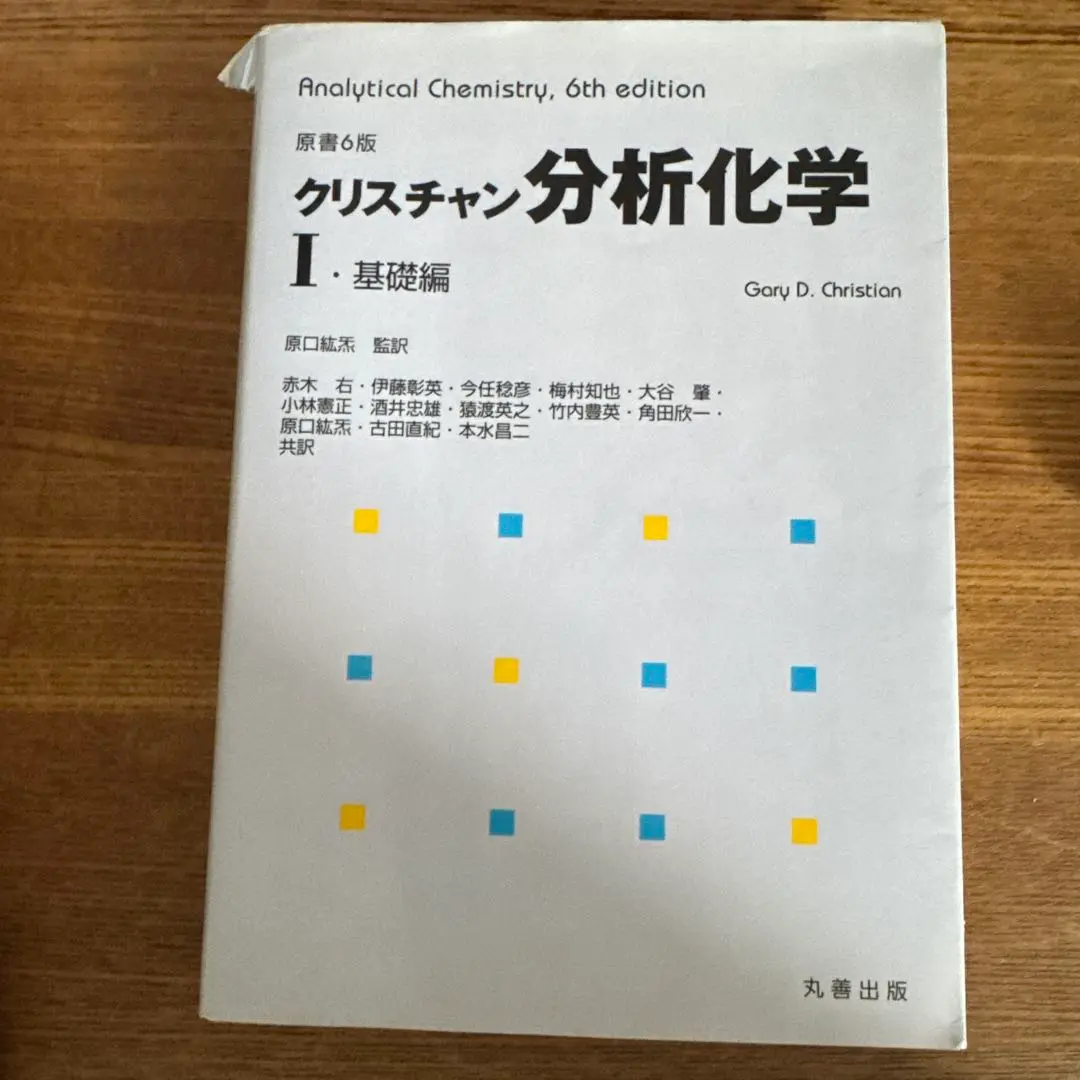 Analytical Chemistry, 6th edition
原書6版
クリスチャン分析化学
I・基礎編
Gary D. Christian
原口紘炁 監訳
赤木 右・伊藤彰英・今任稔彦・梅村知也・大谷 肇・
小林憲正・酒井忠雄・猿渡英之・竹内豊英・角田欣一・
原口紘炁・古田直紀・本水昌二
共訳
丸善出版